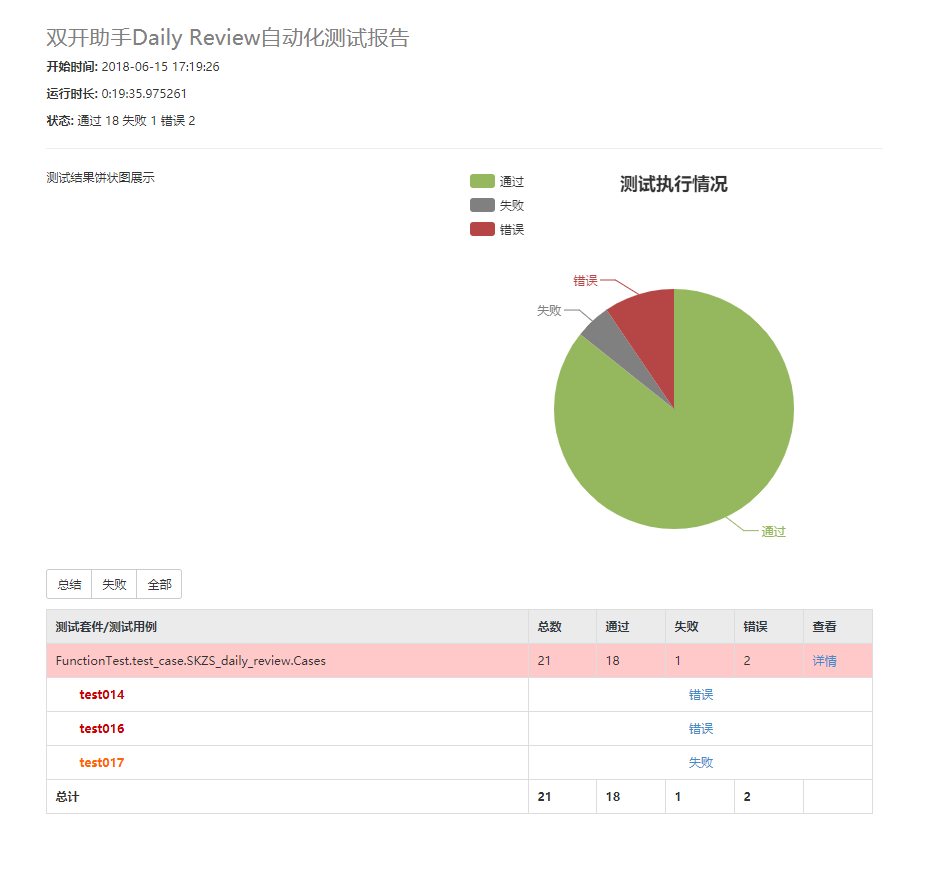 双开助手Daily Review自动化测试报告
开始时间: 2018-06-15 17:19:26
运行时长: 0:19:35.975261
状态: 通过 18 失败 1 错误 2
测试结果饼状图展示
通过
失败
错误
测试执行情况
错误
失败
通过
总结 失败 全部
测试套件/测试用例 总数 通过 失败 错误 查看
FunctionTest.test_case.SKZS_daily_review.Cases 21 18 1 2 详情
test014 错误
test016 错误
test017 失败
总计 21 18 1 2